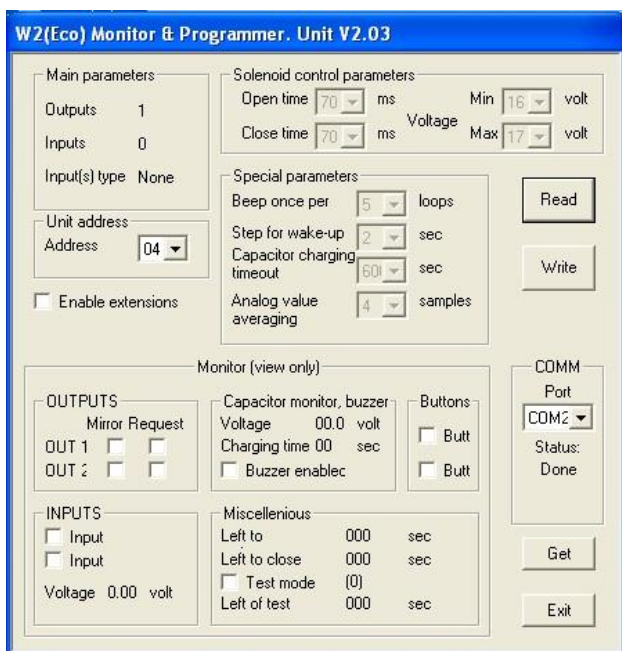 W2(Eco) Monitor & Programmer. Unit V2.03
Main parameters
Outputs 1
Inputs 0
Input(s) type None
Unit address
Address 04
Enable extensions
Solenoid control parameters
Open time 70 ms
Close time 70 ms
Voltage
Min 16 volt
Max 17 volt
Special parameters
Beep once per 5 loops
Step for wake-up 2 sec
Capacitor charging
timeout 60 sec
Analog value
averaging 4 samples
Read
Write
Monitor (view only)
OUTPUTS
Mirror Request
OUT 1
OUT 2
Capacitor monitor, buzzer
Voltage 00.0 volt
Charging time 00 sec
Buzzer enabled
Buttons
Butt
Butt
INPUTS
Input
Input
Voltage 0.00 volt
Miscellenious
Left to 000 sec
Left to close 000 sec
Test mode (0)
Left of test 000 sec
COMM
Port
COM2
Status:
Done
Get
Exit